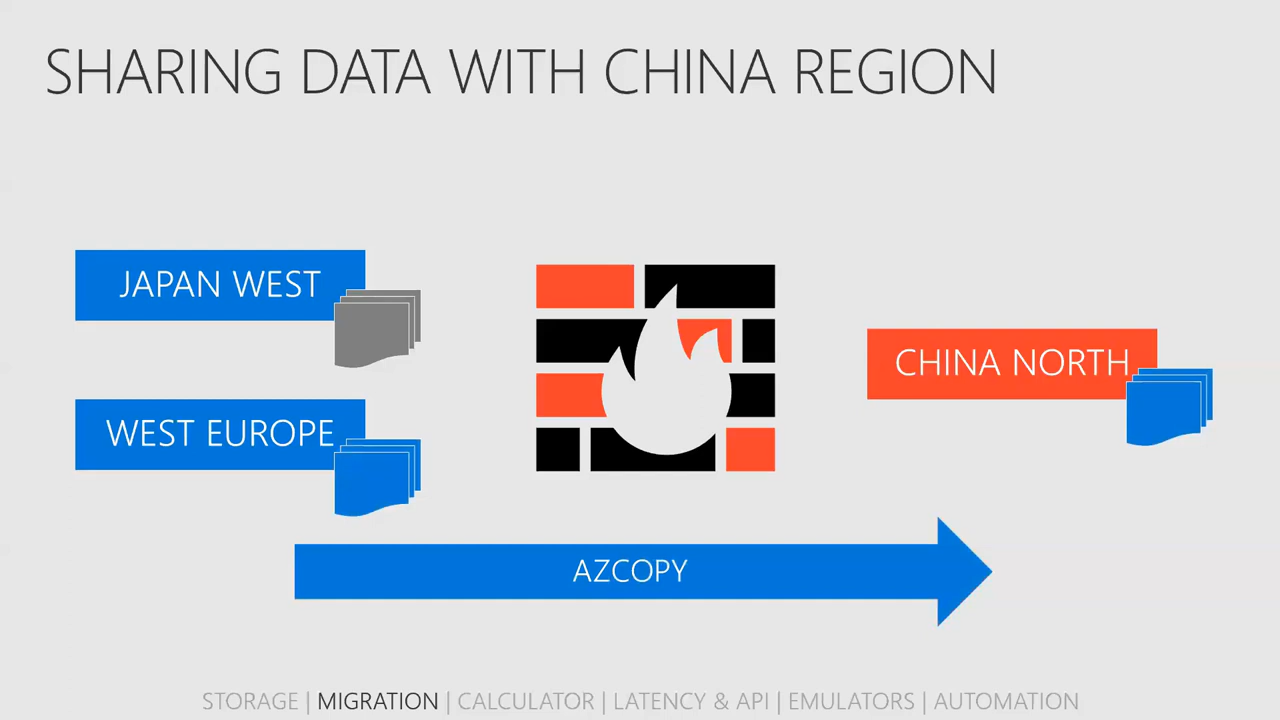 SHARING DATA WITH CHINA REGION
JAPAN WEST
WEST EUROPE
CHINA NORTH
AZCOPY
STORAGE | MIGRATION | CALCULATOR | LATENCY & API | EMULATORS | AUTOMATION